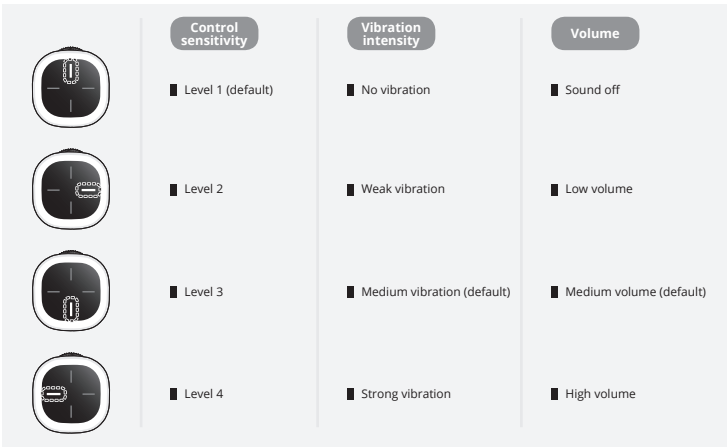 Control
sensitivity
Vibration
intensity
Volume
Level 1 (default)
No vibration
Sound off
Level 2
Weak vibration
Low volume
Level 3
Medium vibration (default)
Medium volume (default)
Level 4
Strong vibration
High volume